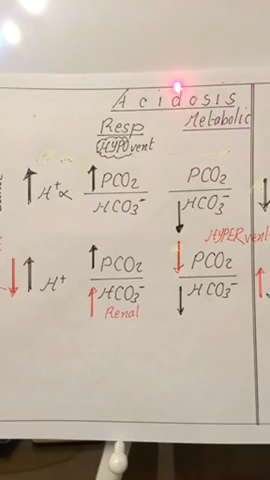 Acidosis
Resp Metabolic
HYPOvent
↑ H⁺ ∝ ↑ PCO2 / HCO3⁻ PCO2 / HCO3⁻ ↓
HYPERvent
↓ ↑ H⁺ ↑ PCO2 / ↑ HCO3⁻ ↓ PCO2 / ↓ HCO3⁻
Renal